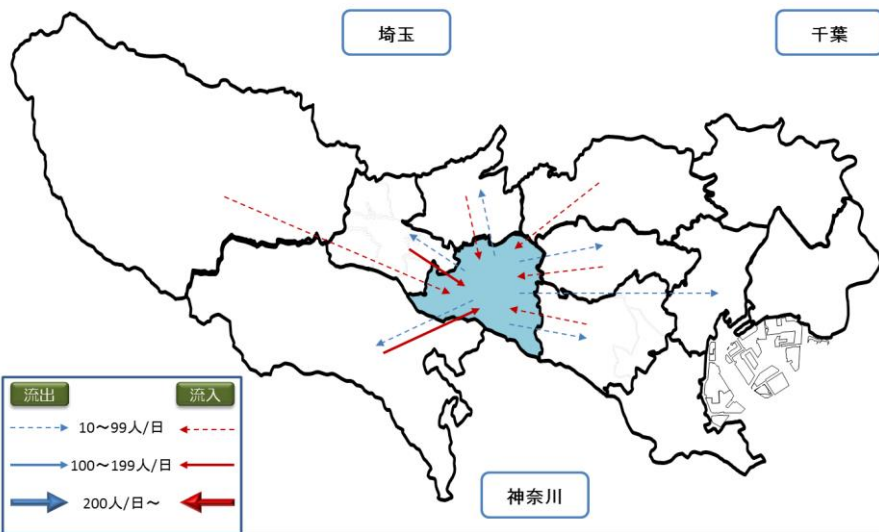 埼玉
千葉
流出 流入
10～99人/日
100～199人/日
200人/日～
神奈川